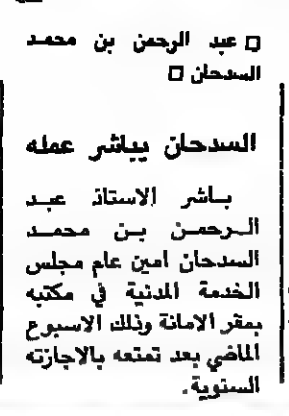 □ عبد الرحمن بن محمد
السدحان □
السدحان يباشر عمله
باشر الاستاذ عبد
الرحمن بن محمد
السدحان امين عام مجلس
الخدمة المدنية في مكتبه
بمقر الامانة وذلك الاسبوع
الماضي بعد تمتعه بالاجازته
السنوية.